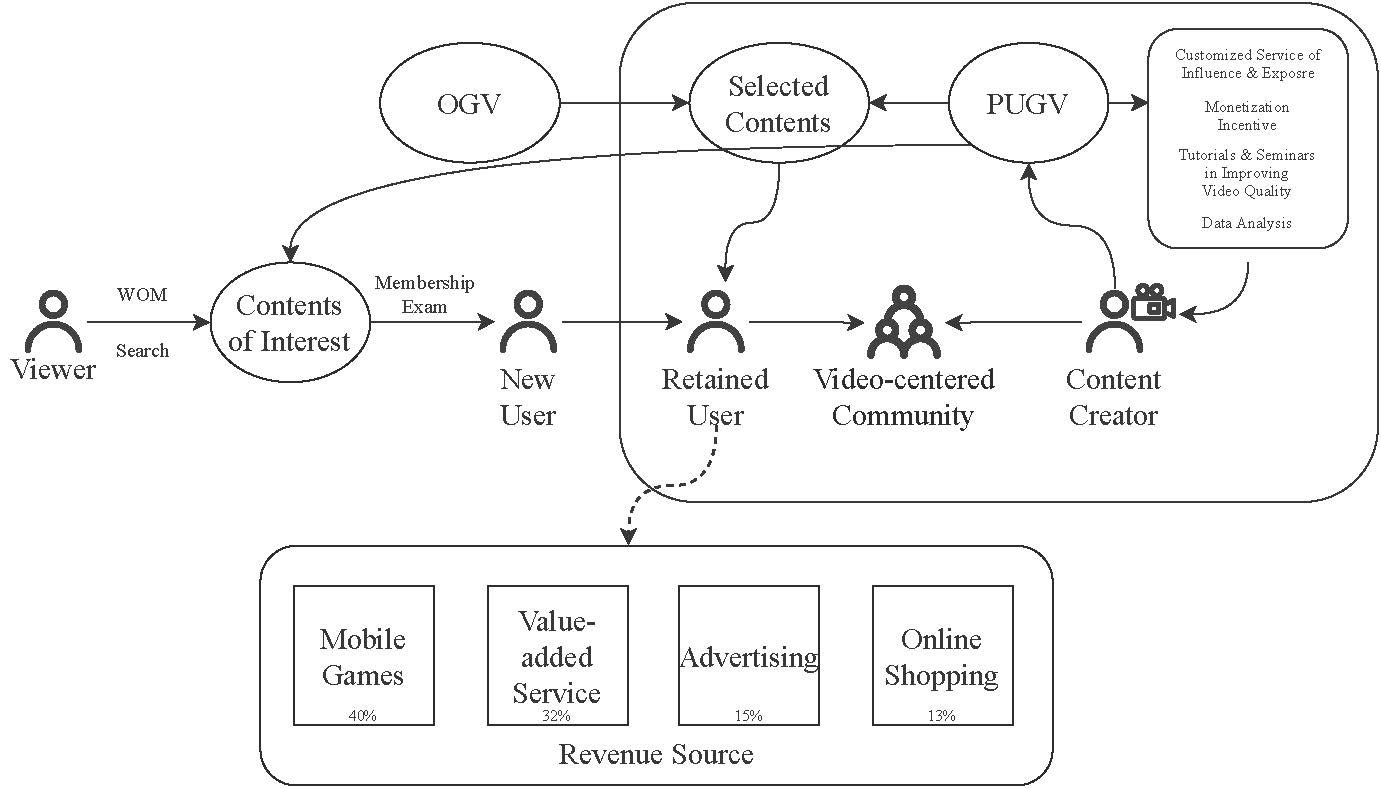 OGV
Selected
Contents
PUGV
Customized Service of
Influence & Exposre
Monetization
Incentive
Tutorials & Seminars
in Improving
Video Quality
Data Analysis
WOM
Search
Viewer
Contents
of Interest
Membership
Exam
New
User
Retained
User
Video-centered
Community
Content
Creator
Mobile
Games
40%
Value-
added
Service
32%
Advertising
15%
Online
Shopping
13%
Revenue Source